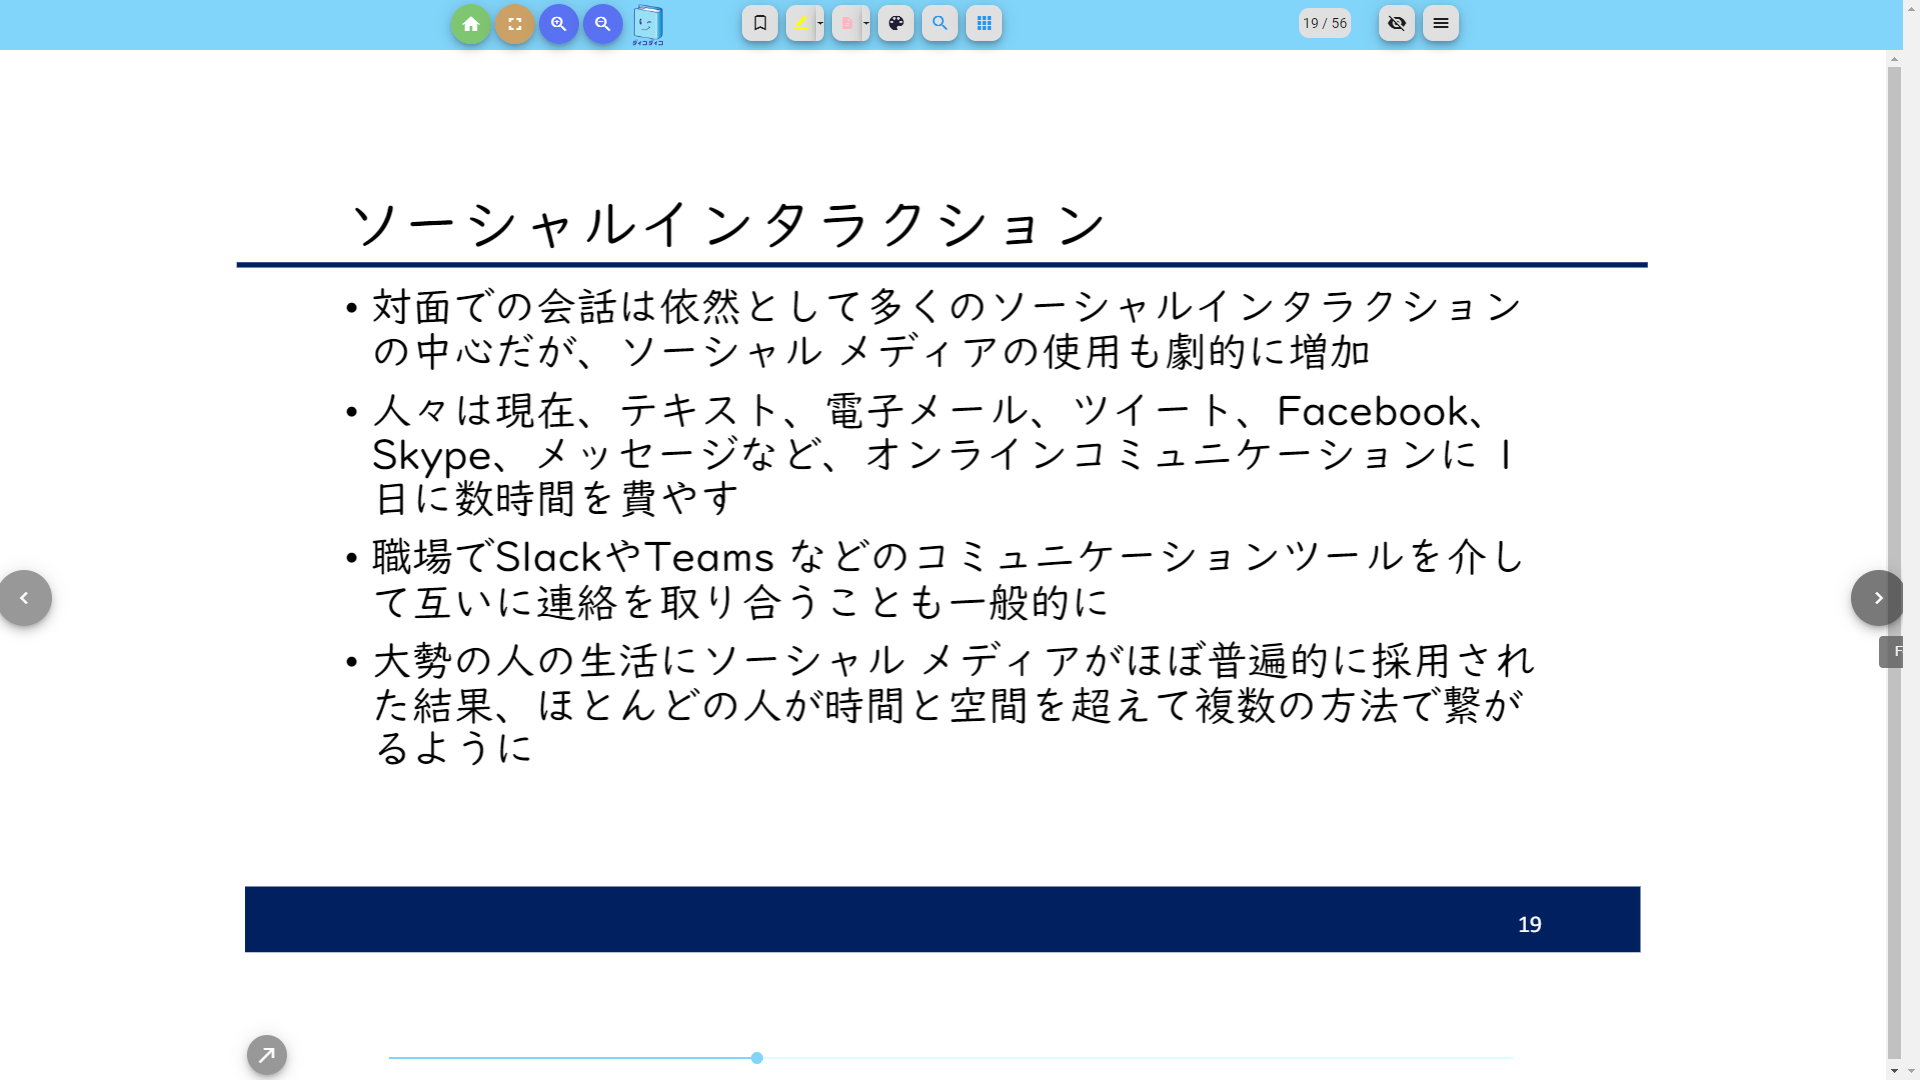 ダイコダイコ
19 / 56
ソーシャルインタラクション
• 対面での会話は依然として多くのソーシャルインタラクション
の中心だが、ソーシャル メディアの使用も劇的に増加
• 人々は現在、テキスト、電子メール、ツイート、Facebook、
Skype、メッセージなど、オンラインコミュニケーションに 1
日に数時間を費やす
• 職場でSlackやTeams などのコミュニケーションツールを介し
て互いに連絡を取り合うことも一般的に
• 大勢の人の生活にソーシャル メディアがほぼ普遍的に採用され
た結果、ほとんどの人が時間と空間を超えて複数の方法で繋が
るように
F
19